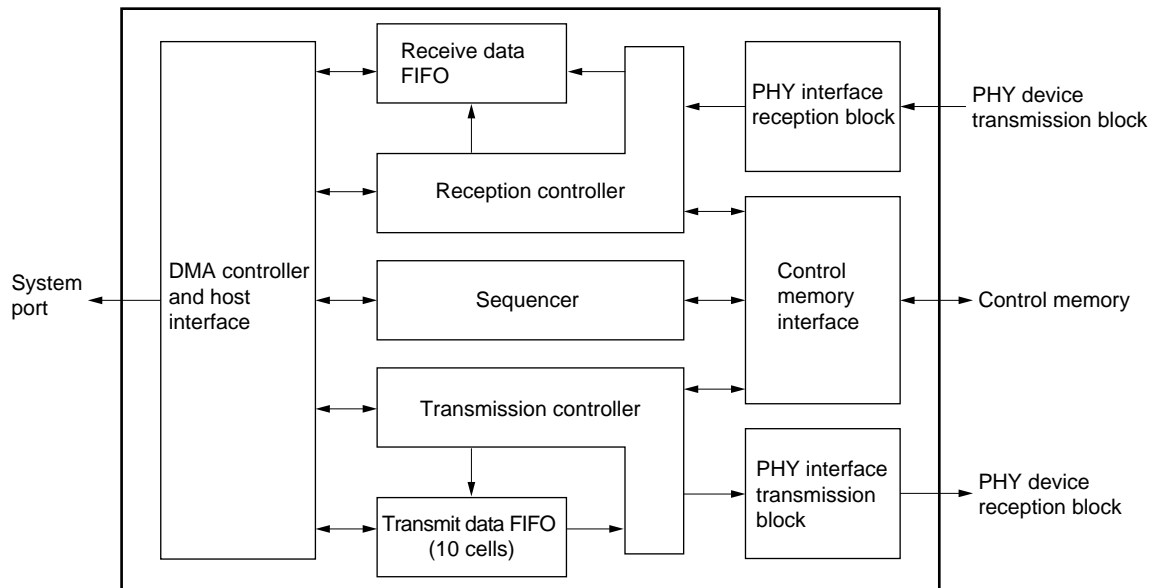 Receive data
FIFO
PHY interface
reception block
PHY device
transmission block
Reception controller
System
port
DMA controller
and host
interface
Sequencer
Control
memory
interface
Control memory
Transmission controller
PHY interface
transmission
block
PHY device
reception block
Transmit data FIFO
(10 cells)